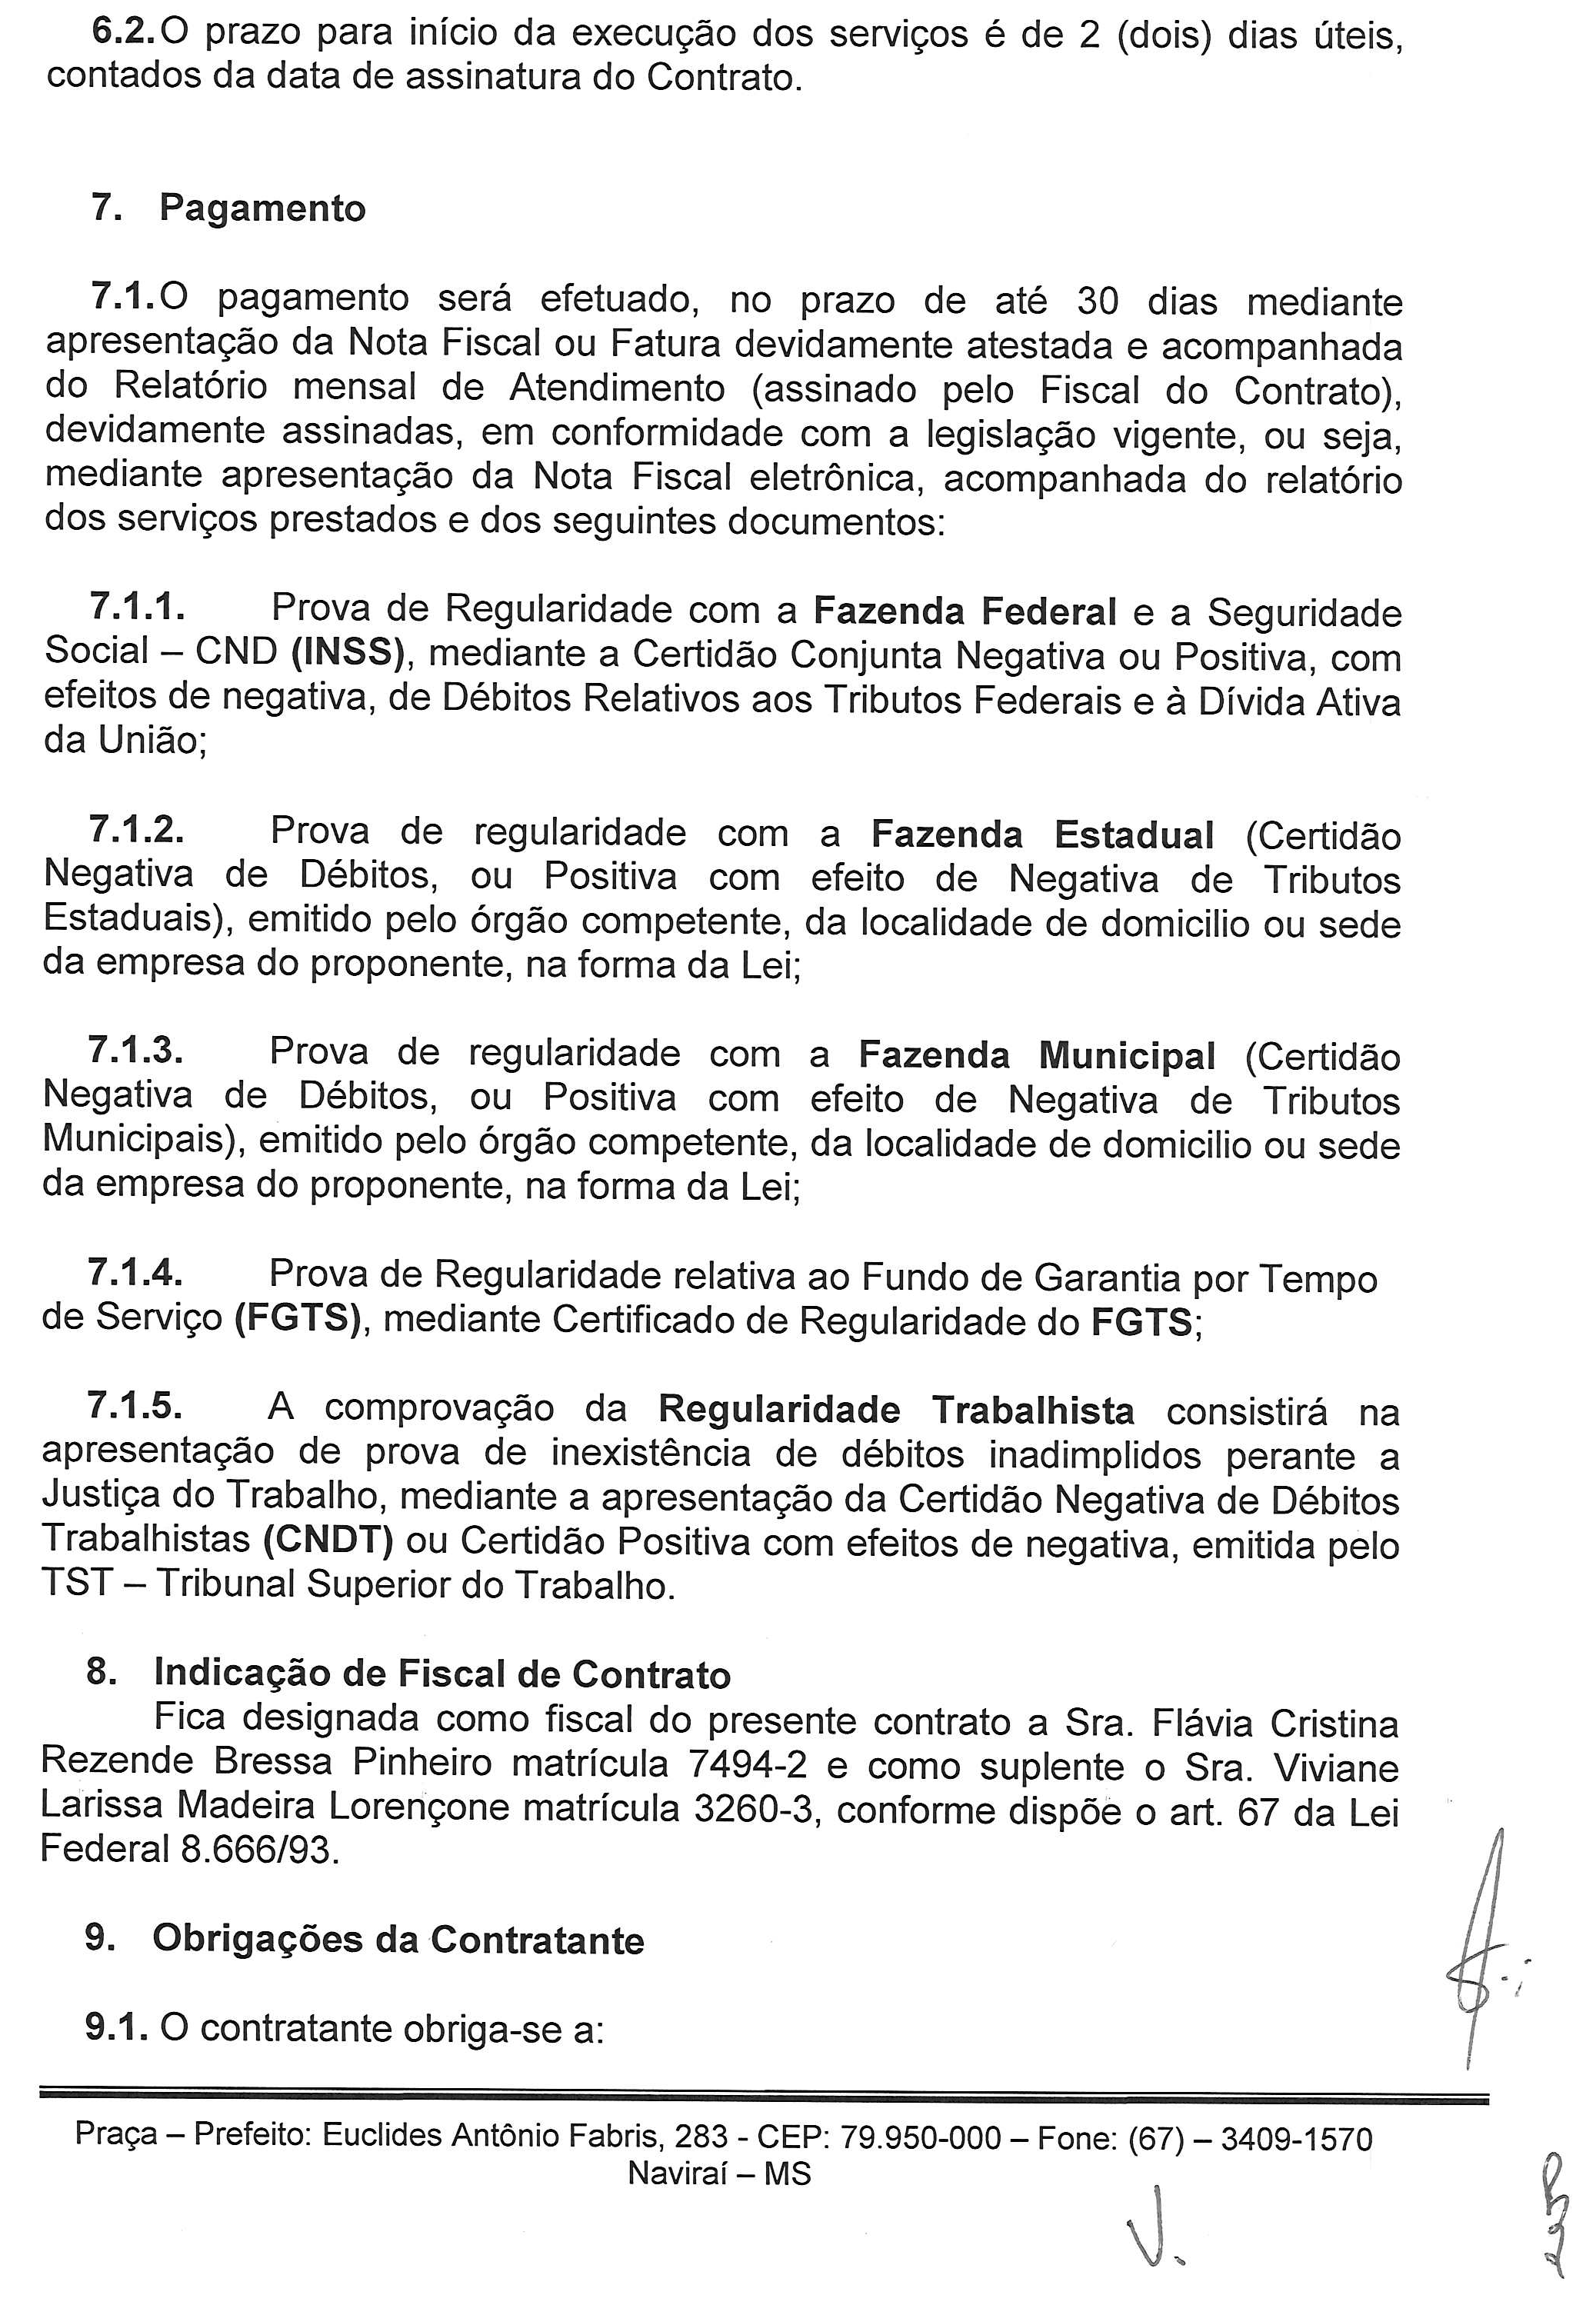 6.2.O prazo para início da execução dos serviços é de 2 (dois) dias úteis,
contados da data de assinatura do Contrato.
7. Pagamento
7.1.O pagamento será efetuado, no prazo de até 30 dias mediante
apresentação da Nota Fiscal ou Fatura devidamente atestada e acompanhada
do Relatório mensal de Atendimento (assinado pelo Fiscal do Contrato),
devidamente assinadas, em conformidade com a legislação vigente, ou seja,
mediante apresentação da Nota Fiscal eletrônica, acompanhada do relatório
dos serviços prestados e dos seguintes documentos:
7.1.1. Prova de Regularidade com a Fazenda Federal e a Seguridade
Social – CND (INSS), mediante a Certidão Conjunta Negativa ou Positiva, com
efeitos de negativa, de Débitos Relativos aos Tributos Federais e à Dívida Ativa
da União;
7.1.2. Prova de regularidade com a Fazenda Estadual (Certidão
Negativa de Débitos, ou Positiva com efeito de Negativa de Tributos
Estaduais), emitido pelo órgão competente, da localidade de domicilio ou sede
da empresa do proponente, na forma da Lei;
7.1.3. Prova de regularidade com a Fazenda Municipal (Certidão
Negativa de Débitos, ou Positiva com efeito de Negativa de Tributos
Municipais), emitido pelo órgão competente, da localidade de domicilio ou sede
da empresa do proponente, na forma da Lei;
7.1.4. Prova de Regularidade relativa ao Fundo de Garantia por Tempo
de Serviço (FGTS), mediante Certificado de Regularidade do FGTS;
7.1.5. A comprovação da Regularidade Trabalhista consistirá na
apresentação de prova de inexistência de débitos inadimplidos perante a
Justiça do Trabalho, mediante a apresentação da Certidão Negativa de Débitos
Trabalhistas (CNDT) ou Certidão Positiva com efeitos de negativa, emitida pelo
TST – Tribunal Superior do Trabalho.
8. Indicação de Fiscal de Contrato
Fica designada como fiscal do presente contrato a Sra. Flávia Cristina
Rezende Bressa Pinheiro matrícula 7494-2 e como suplente o Sra. Viviane
Larissa Madeira Lorençone matrícula 3260-3, conforme dispõe o art. 67 da Lei
Federal 8.666/93.
9. Obrigações da Contratante
9.1. O contratante obriga-se a:
Praça – Prefeito: Euclides Antônio Fabris, 283 - CEP: 79.950-000 – Fone: (67) – 3409-1570
Naviraí – MS